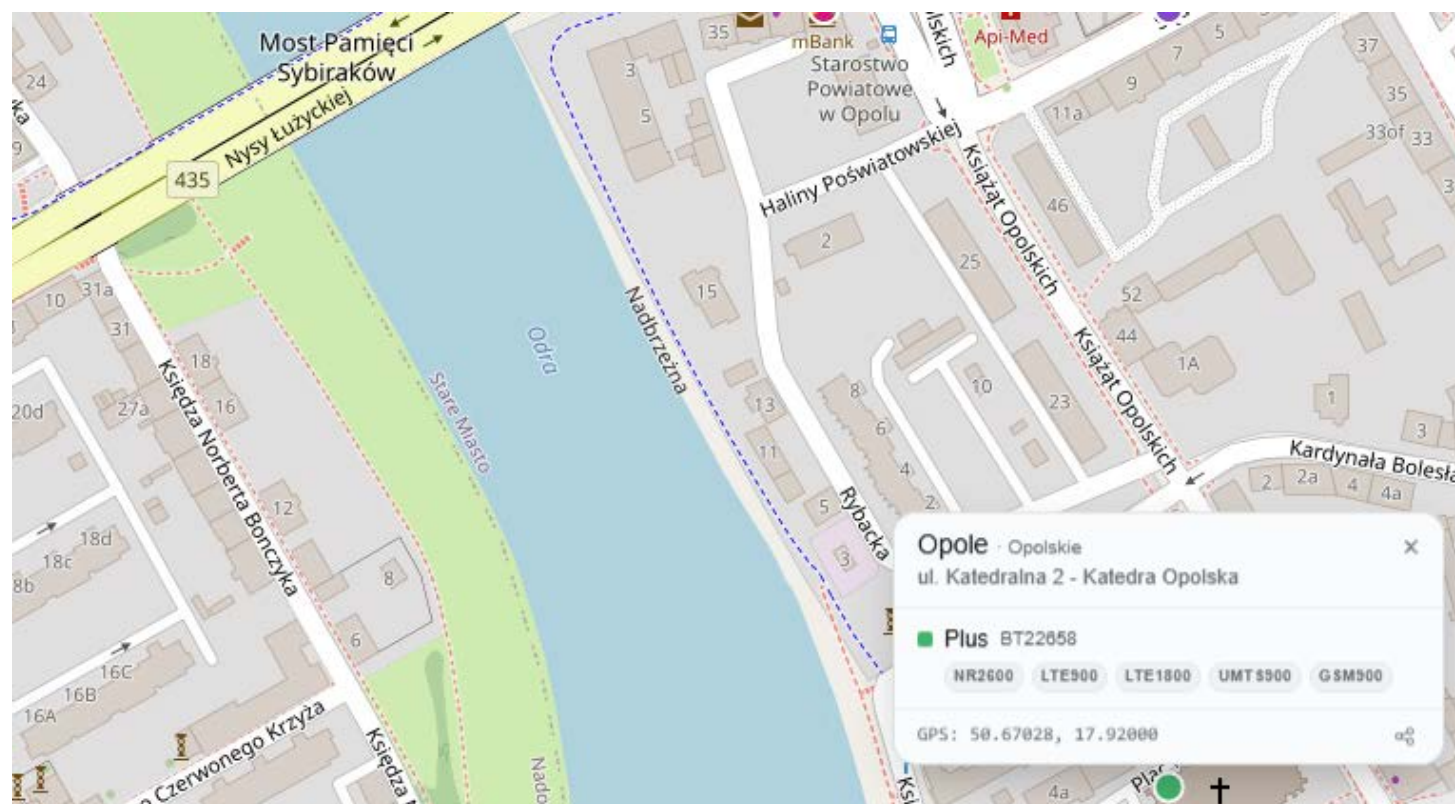 Most Pamięci
Sybiraków
Nysy Łużyckiej
435
24
9
10
31a
31
27a
20d
18
16
12
8
6
18d
18c
8b
16C
16B
16A
Księdza Norberta Bończyka
o Czerwonego Krzyża
Stare Miasto
Odra
Nadbrzeżna
35
3
5
mBank
Starostwo
Powiatowe
w Opolu
Api-Med
5
7
9
11a
37
35
33of
33
46
Haliny Poświatowskiej
Książąt Opolskich
Książąt Opolskich
2
15
25
52
44
1A
1
3
13
11
5
3
8
6
4
2
10
23
Rybacka
Kardynała Bolesła
2
2a
4
4a
Opole · Opolskie
ul. Katedralna 2 - Katedra Opolska
Plus BT22658
NR2600 LTE900 LTE1800 UMTS900 GSM900
GPS: 50.67028, 17.92000
4a
Plac